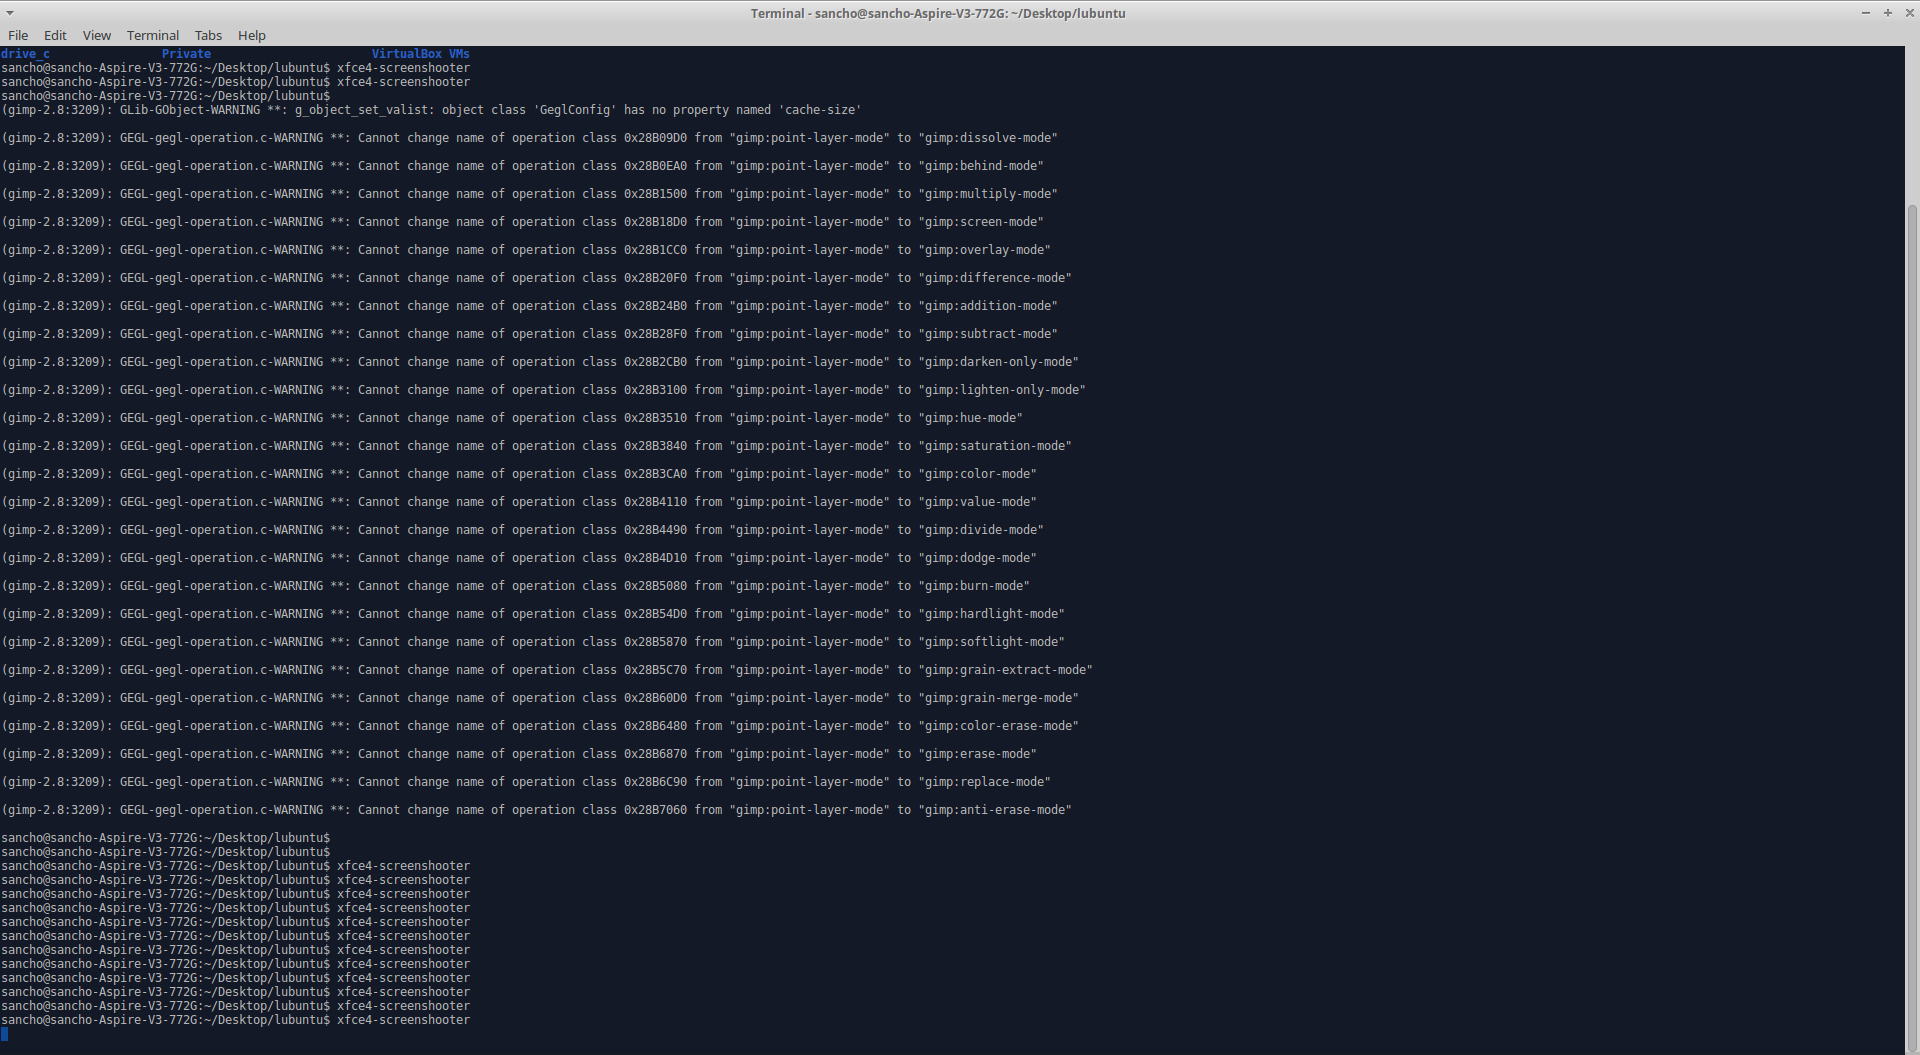 Terminal - sancho@sancho-Aspire-V3-772G: ~/Desktop/lubuntu
File Edit View Terminal Tabs Help
drive_c Private VirtualBox VMs
sancho@sancho-Aspire-V3-772G:~/Desktop/lubuntu$ xfce4-screenshooter
sancho@sancho-Aspire-V3-772G:~/Desktop/lubuntu$ xfce4-screenshooter
sancho@sancho-Aspire-V3-772G:~/Desktop/lubuntu$
(gimp-2.8:3209): GLib-GObject-WARNING **: g_object_set_valist: object class 'GeglConfig' has no property named 'cache-size'
(gimp-2.8:3209): GEGL-gegl-operation.c-WARNING **: Cannot change name of operation class 0x28B09D0 from "gimp:point-layer-mode" to "gimp:dissolve-mode"
(gimp-2.8:3209): GEGL-gegl-operation.c-WARNING **: Cannot change name of operation class 0x28B0EA0 from "gimp:point-layer-mode" to "gimp:behind-mode"
(gimp-2.8:3209): GEGL-gegl-operation.c-WARNING **: Cannot change name of operation class 0x28B1500 from "gimp:point-layer-mode" to "gimp:multiply-mode"
(gimp-2.8:3209): GEGL-gegl-operation.c-WARNING **: Cannot change name of operation class 0x28B18D0 from "gimp:point-layer-mode" to "gimp:screen-mode"
(gimp-2.8:3209): GEGL-gegl-operation.c-WARNING **: Cannot change name of operation class 0x28B1CC0 from "gimp:point-layer-mode" to "gimp:overlay-mode"
(gimp-2.8:3209): GEGL-gegl-operation.c-WARNING **: Cannot change name of operation class 0x28B20F0 from "gimp:point-layer-mode" to "gimp:difference-mode"
(gimp-2.8:3209): GEGL-gegl-operation.c-WARNING **: Cannot change name of operation class 0x28B24B0 from "gimp:point-layer-mode" to "gimp:addition-mode"
(gimp-2.8:3209): GEGL-gegl-operation.c-WARNING **: Cannot change name of operation class 0x28B28F0 from "gimp:point-layer-mode" to "gimp:subtract-mode"
(gimp-2.8:3209): GEGL-gegl-operation.c-WARNING **: Cannot change name of operation class 0x28B2CB0 from "gimp:point-layer-mode" to "gimp:darken-only-mode"
(gimp-2.8:3209): GEGL-gegl-operation.c-WARNING **: Cannot change name of operation class 0x28B3100 from "gimp:point-layer-mode" to "gimp:lighten-only-mode"
(gimp-2.8:3209): GEGL-gegl-operation.c-WARNING **: Cannot change name of operation class 0x28B3510 from "gimp:point-layer-mode" to "gimp:hue-mode"
(gimp-2.8:3209): GEGL-gegl-operation.c-WARNING **: Cannot change name of operation class 0x28B3840 from "gimp:point-layer-mode" to "gimp:saturation-mode"
(gimp-2.8:3209): GEGL-gegl-operation.c-WARNING **: Cannot change name of operation class 0x28B3CA0 from "gimp:point-layer-mode" to "gimp:color-mode"
(gimp-2.8:3209): GEGL-gegl-operation.c-WARNING **: Cannot change name of operation class 0x28B4110 from "gimp:point-layer-mode" to "gimp:value-mode"
(gimp-2.8:3209): GEGL-gegl-operation.c-WARNING **: Cannot change name of operation class 0x28B4490 from "gimp:point-layer-mode" to "gimp:divide-mode"
(gimp-2.8:3209): GEGL-gegl-operation.c-WARNING **: Cannot change name of operation class 0x28B4D10 from "gimp:point-layer-mode" to "gimp:dodge-mode"
(gimp-2.8:3209): GEGL-gegl-operation.c-WARNING **: Cannot change name of operation class 0x28B5080 from "gimp:point-layer-mode" to "gimp:burn-mode"
(gimp-2.8:3209): GEGL-gegl-operation.c-WARNING **: Cannot change name of operation class 0x28B54D0 from "gimp:point-layer-mode" to "gimp:hardlight-mode"
(gimp-2.8:3209): GEGL-gegl-operation.c-WARNING **: Cannot change name of operation class 0x28B5870 from "gimp:point-layer-mode" to "gimp:softlight-mode"
(gimp-2.8:3209): GEGL-gegl-operation.c-WARNING **: Cannot change name of operation class 0x28B5C70 from "gimp:point-layer-mode" to "gimp:grain-extract-mode"
(gimp-2.8:3209): GEGL-gegl-operation.c-WARNING **: Cannot change name of operation class 0x28B60D0 from "gimp:point-layer-mode" to "gimp:grain-merge-mode"
(gimp-2.8:3209): GEGL-gegl-operation.c-WARNING **: Cannot change name of operation class 0x28B6480 from "gimp:point-layer-mode" to "gimp:color-erase-mode"
(gimp-2.8:3209): GEGL-gegl-operation.c-WARNING **: Cannot change name of operation class 0x28B6870 from "gimp:point-layer-mode" to "gimp:erase-mode"
(gimp-2.8:3209): GEGL-gegl-operation.c-WARNING **: Cannot change name of operation class 0x28B6C90 from "gimp:point-layer-mode" to "gimp:replace-mode"
(gimp-2.8:3209): GEGL-gegl-operation.c-WARNING **: Cannot change name of operation class 0x28B7060 from "gimp:point-layer-mode" to "gimp:anti-erase-mode"
sancho@sancho-Aspire-V3-772G:~/Desktop/lubuntu$
sancho@sancho-Aspire-V3-772G:~/Desktop/lubuntu$
sancho@sancho-Aspire-V3-772G:~/Desktop/lubuntu$ xfce4-screenshooter
sancho@sancho-Aspire-V3-772G:~/Desktop/lubuntu$ xfce4-screenshooter
sancho@sancho-Aspire-V3-772G:~/Desktop/lubuntu$ xfce4-screenshooter
sancho@sancho-Aspire-V3-772G:~/Desktop/lubuntu$ xfce4-screenshooter
sancho@sancho-Aspire-V3-772G:~/Desktop/lubuntu$ xfce4-screenshooter
sancho@sancho-Aspire-V3-772G:~/Desktop/lubuntu$ xfce4-screenshooter
sancho@sancho-Aspire-V3-772G:~/Desktop/lubuntu$ xfce4-screenshooter
sancho@sancho-Aspire-V3-772G:~/Desktop/lubuntu$ xfce4-screenshooter
sancho@sancho-Aspire-V3-772G:~/Desktop/lubuntu$ xfce4-screenshooter
sancho@sancho-Aspire-V3-772G:~/Desktop/lubuntu$ xfce4-screenshooter
sancho@sancho-Aspire-V3-772G:~/Desktop/lubuntu$ xfce4-screenshooter
sancho@sancho-Aspire-V3-772G:~/Desktop/lubuntu$ xfce4-screenshooter